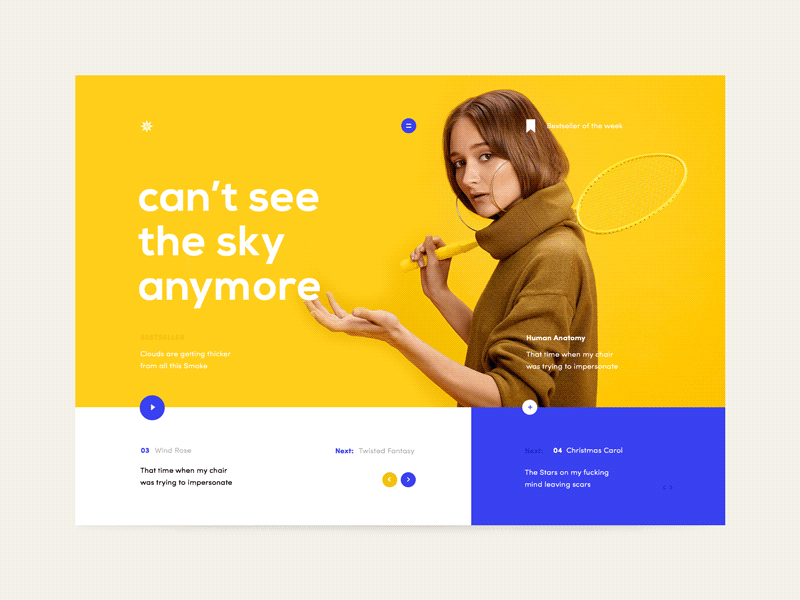 Bestseller of the week
can't see
the sky
anymore
BESTSELLER
Clouds are getting thicker
from all this Smoke
Human Anatomy
That time when my chair
was trying to impersonate
03 Wind Rose
Next: Twisted Fantasy
That time when my chair
was trying to impersonate
Next: 04 Christmas Carol
The Stars on my fucking
mind leaving scars